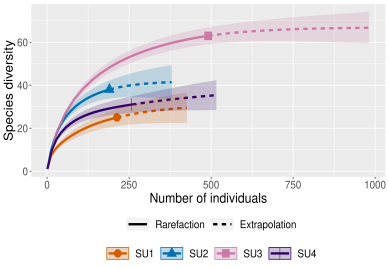 Species diversity
60
40
20
0
0 250 500 750 1000
Number of individuals
Rarefaction Extrapolation
SU1 SU2 SU3 SU4